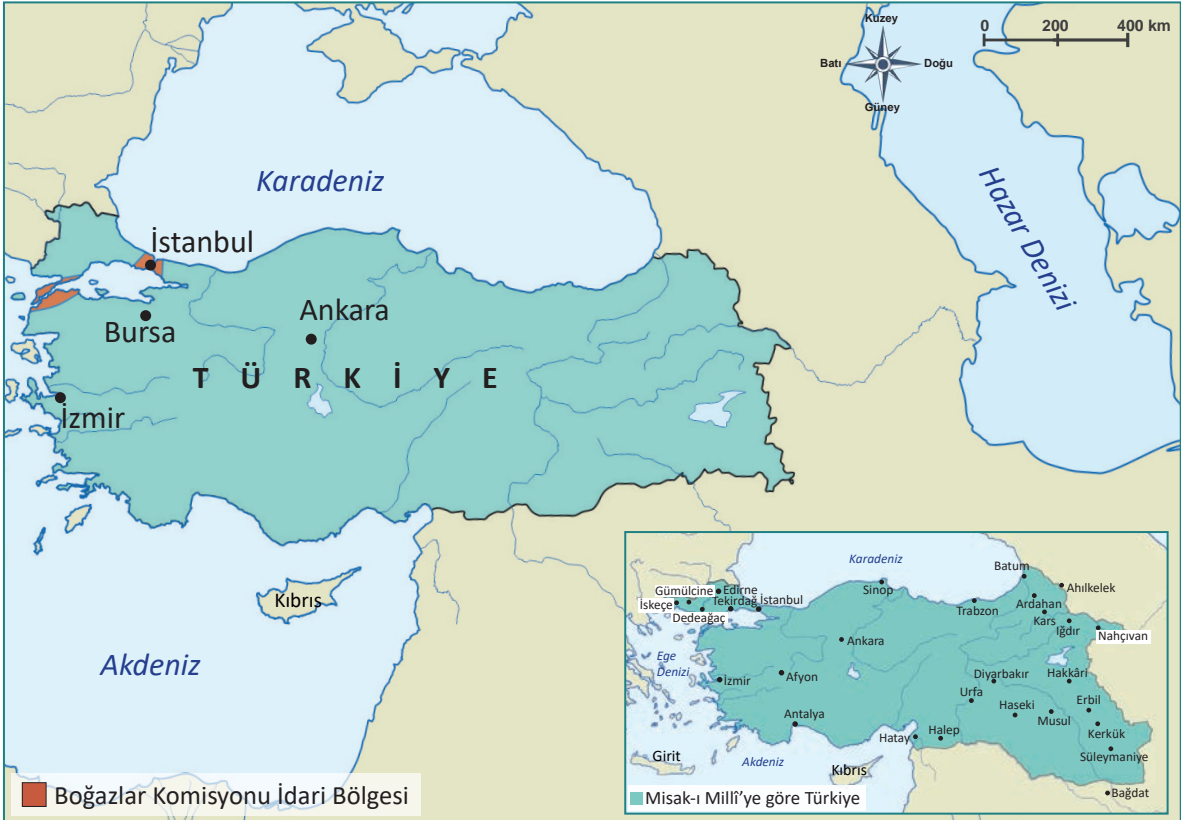 Kuzey
Batı
Doğu
Güney
0 200 400 km
Karadeniz
Hazar Denizi
İstanbul
Bursa
Ankara
TÜRKİYE
İzmir
Kıbrıs
Akdeniz
Boğazlar Komisyonu İdari Bölgesi
Karadeniz
Batum
Ahılkelek
Gümülcine
Edirne
Sinop
İskeçe
Tekirdağ
İstanbul
Dedeağaç
Trabzon
Ardahan
Kars
Iğdır
Nahçıvan
Ankara
Ege
Denizi
İzmir
Afyon
Diyarbakır
Hakkâri
Urfa
Haseki
Musul
Erbil
Antalya
Kerkük
Hatay
Halep
Süleymaniye
Girit
Akdeniz
Kıbrıs
Bağdat
Misak-ı Millî’ye göre Türkiye